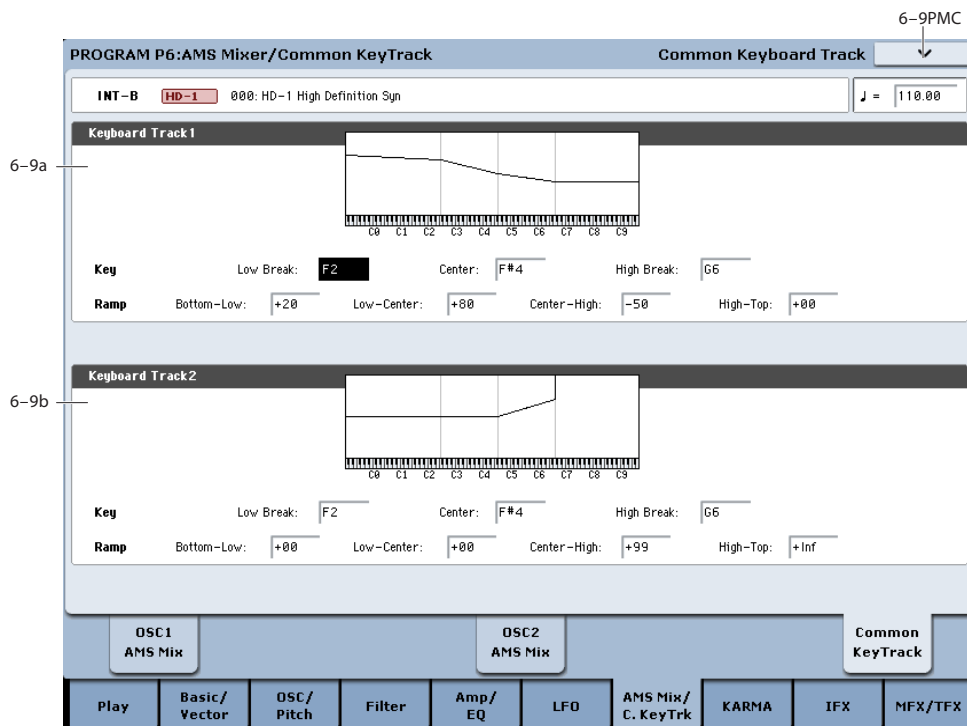 6–9PMC
PROGRAM P6:AMS Mixer/Common KeyTrack Common Keyboard Track
INT-B HD-1 000: HD-1 High Definition Syn ♩ = 110.00
Keyboard Track1
6–9a
C0 C1 C2 C3 C4 C5 C6 C7 C8 C9
Key Low Break: F2 Center: F#4 High Break: G6
Ramp Bottom-Low: +20 Low-Center: +80 Center-High: -50 High-Top: +00
Keyboard Track2
6–9b
C0 C1 C2 C3 C4 C5 C6 C7 C8 C9
Key Low Break: F2 Center: F#4 High Break: G6
Ramp Bottom-Low: +00 Low-Center: +00 Center-High: +99 High-Top: +Inf
OSC1 AMS Mix
OSC2 AMS Mix
Common KeyTrack
Play
Basic/ Vector
OSC/ Pitch
Filter
Amp/ EQ
LFO
AMS Mix/ C. KeyTrk
KARMA
IFX
MFX/TFX